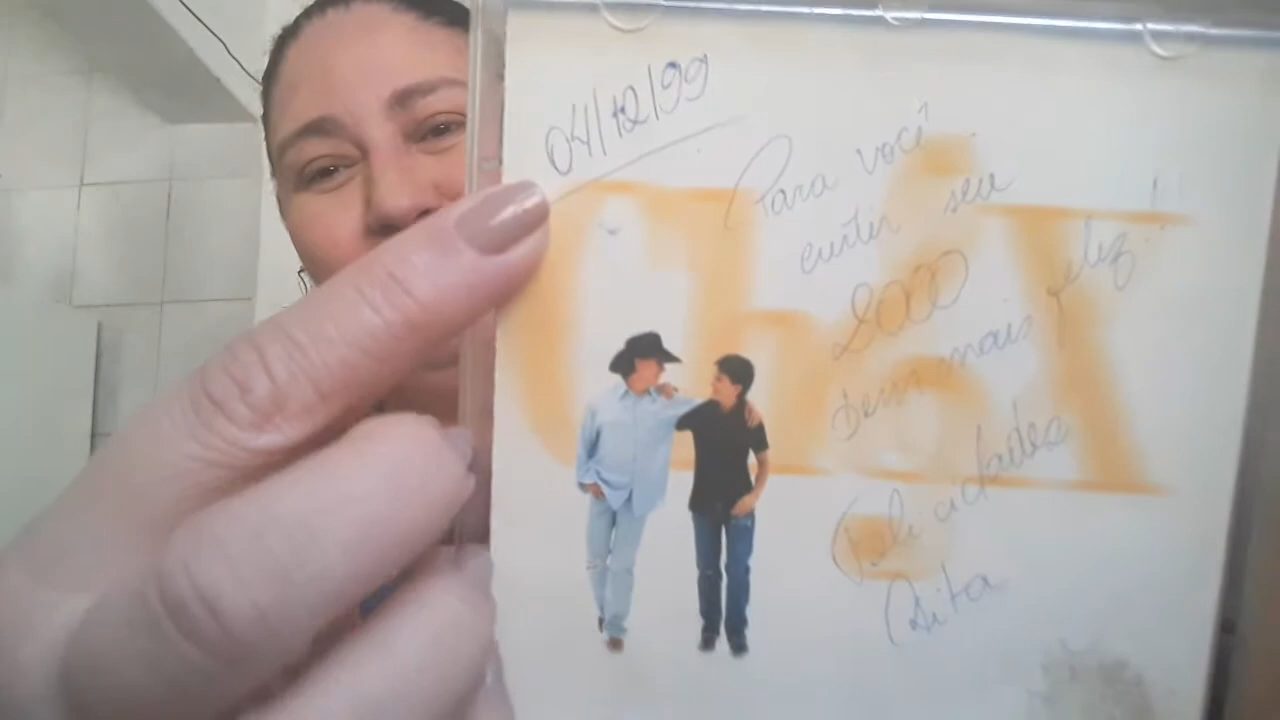 04/12/99
Para você
curtir seu
2000
bem mais feliz!
Felicidades
Rita